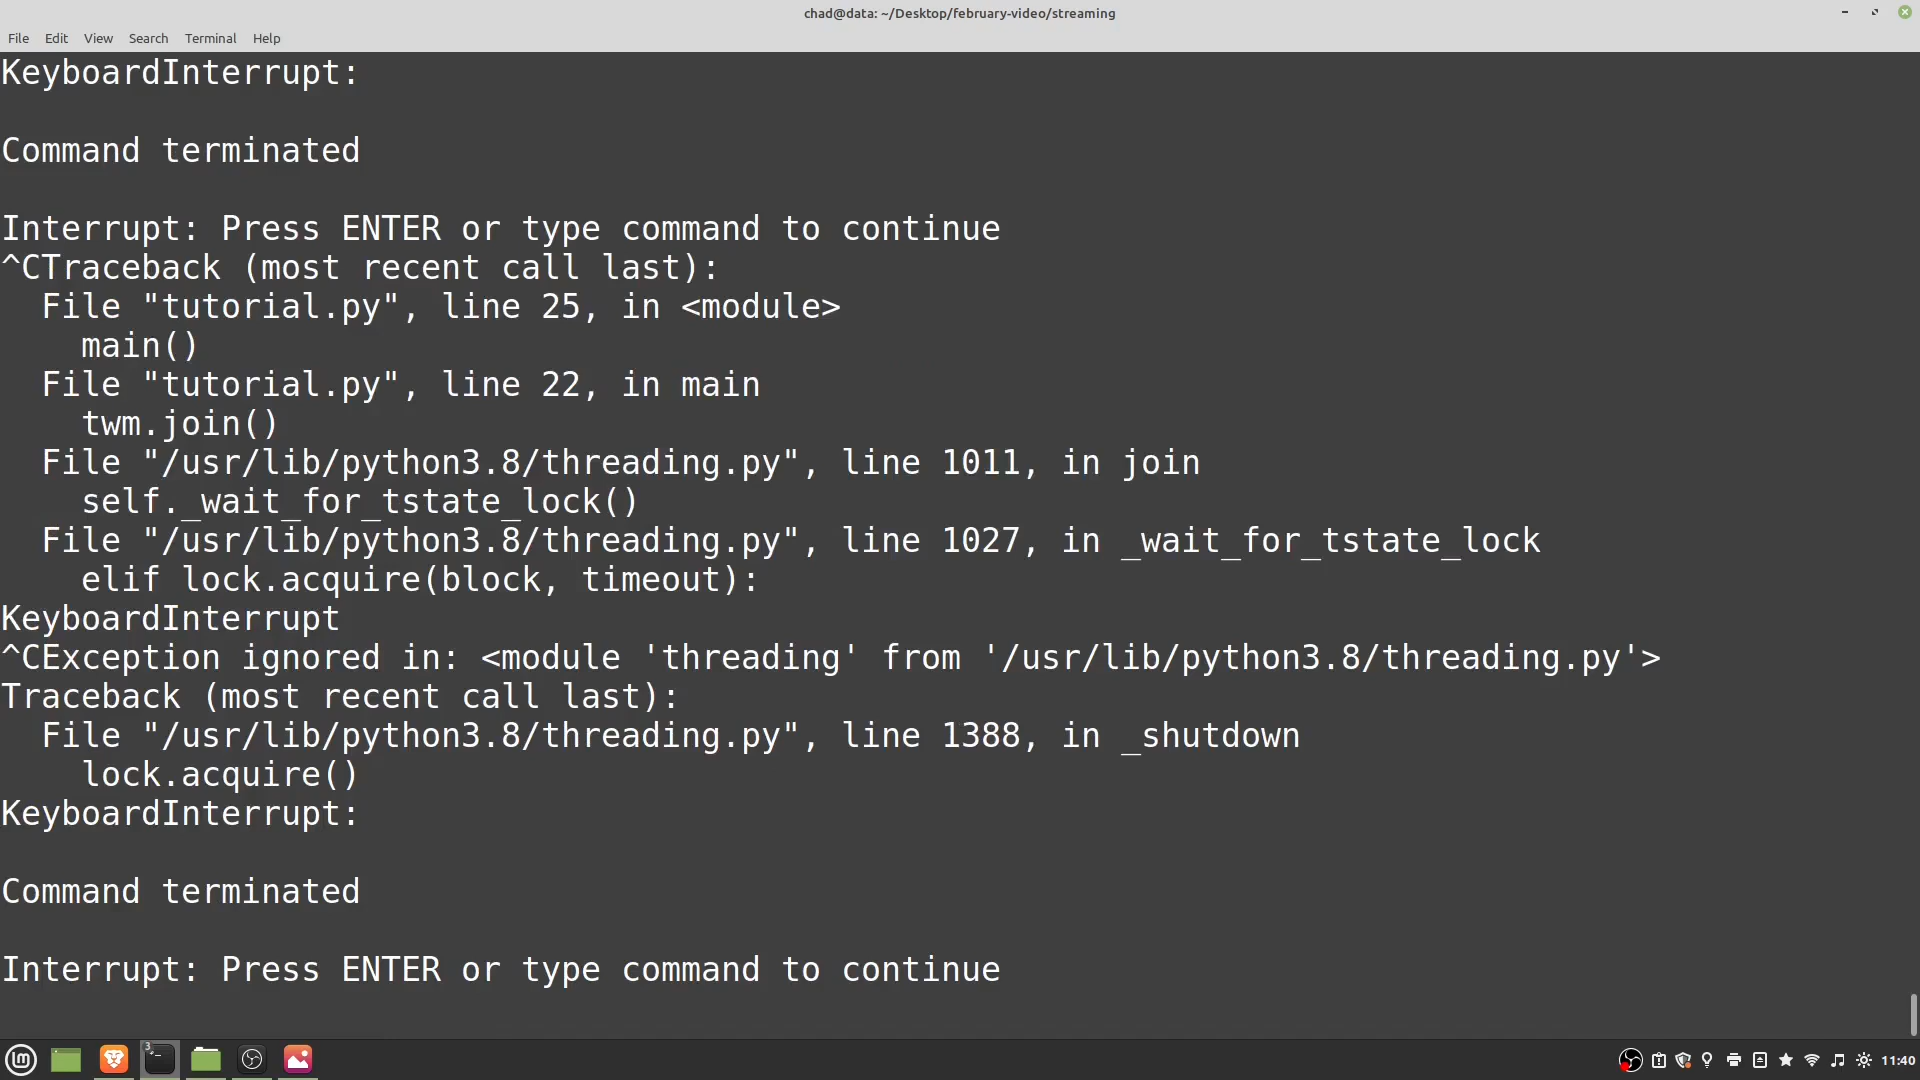 chad@data: ~/Desktop/february-video/streaming
File Edit View Search Terminal Help
KeyboardInterrupt:
Command terminated
Interrupt: Press ENTER or type command to continue
^CTraceback (most recent call last):
  File "tutorial.py", line 25, in <module>
    main()
  File "tutorial.py", line 22, in main
    twm.join()
  File "/usr/lib/python3.8/threading.py", line 1011, in join
    self._wait_for_tstate_lock()
  File "/usr/lib/python3.8/threading.py", line 1027, in _wait_for_tstate_lock
    elif lock.acquire(block, timeout):
KeyboardInterrupt
^CException ignored in: <module 'threading' from '/usr/lib/python3.8/threading.py'>
Traceback (most recent call last):
  File "/usr/lib/python3.8/threading.py", line 1388, in _shutdown
    lock.acquire()
KeyboardInterrupt:
Command terminated
Interrupt: Press ENTER or type command to continue
3
11:40